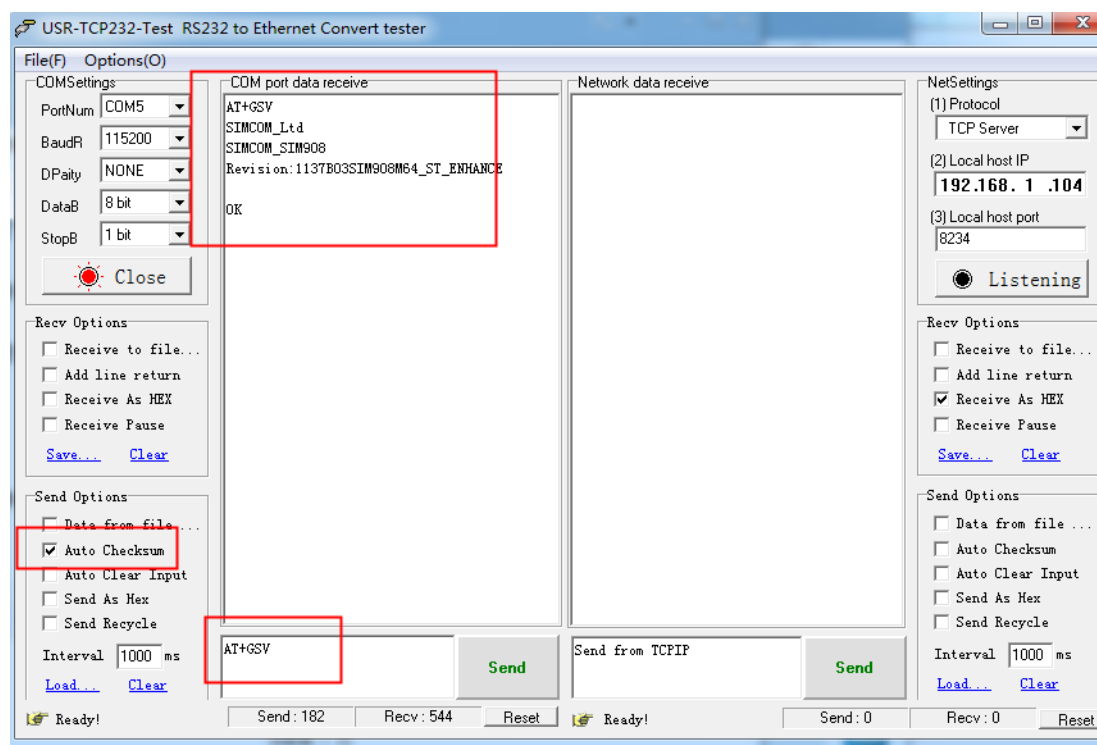 USR-TCP232-Test RS232 to Ethernet Convert tester
File(F) Options(O)
COMSettings
PortNum COM5
BaudR 115200
DPaity NONE
DataB 8 bit
StopB 1 bit
Close
Recv Options
Receive to file...
Add line return
Receive As HEX
Receive Pause
Save... Clear
Send Options
Data from file ...
Auto Checksum
Auto Clear Input
Send As Hex
Send Recycle
Interval 1000 ms
Load... Clear
Ready!
COM port data receive
AT+GSV
SIMCOM_Ltd
SIMCOM_SIM908
Revision:1137B03SIM908M64_ST_ENHANCE
OK
AT+GSV
Send
Send : 182 Recv : 544 Reset
Network data receive
Send from TCPIP
Send
Ready! Send : 0 Recv : 0 Reset
NetSettings
(1) Protocol
TCP Server
(2) Local host IP
192.168. 1 .104
(3) Local host port
8234
Listening
Recv Options
Receive to file...
Add line return
Receive As HEX
Receive Pause
Save... Clear
Send Options
Data from file ...
Auto Checksum
Auto Clear Input
Send As Hex
Send Recycle
Interval 1000 ms
Load... Clear